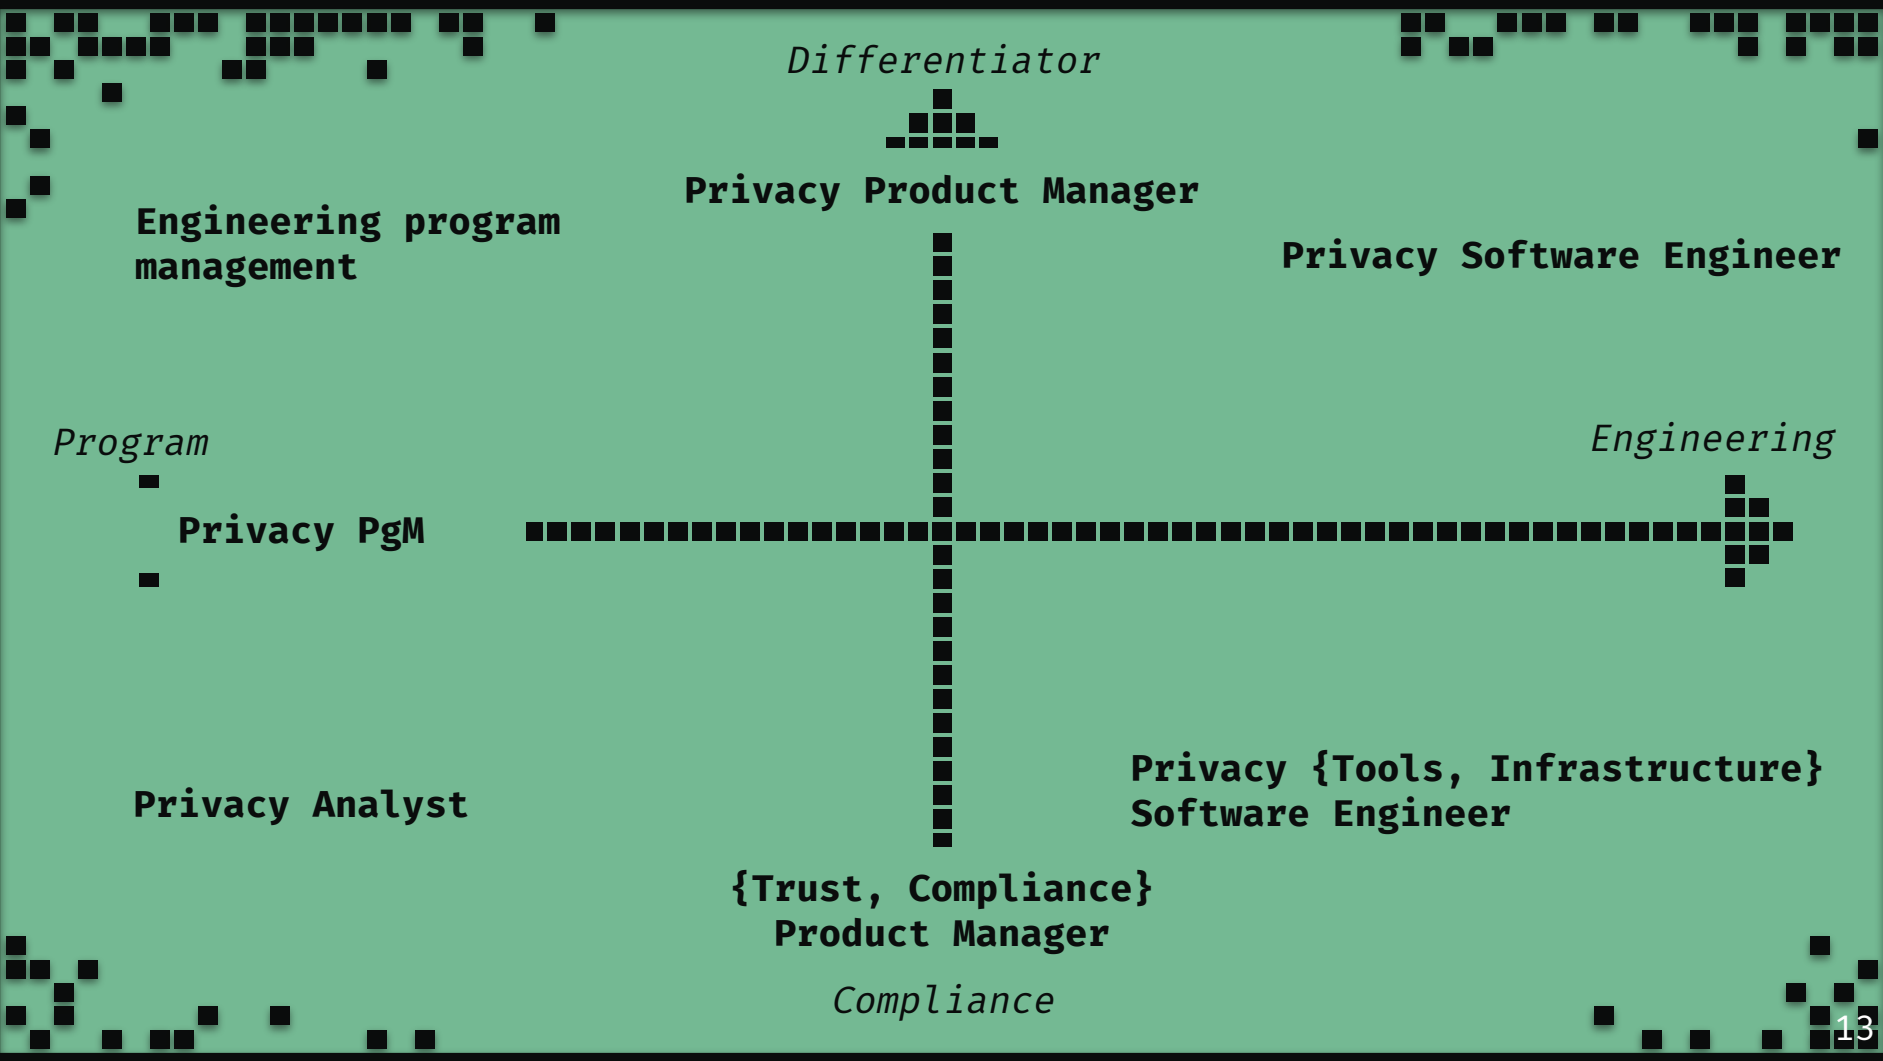 Differentiator
Privacy Product Manager
Engineering program
management
Privacy Software Engineer
Program
Engineering
Privacy PgM
Privacy {Tools, Infrastructure}
Software Engineer
Privacy Analyst
{Trust, Compliance}
Product Manager
Compliance
13